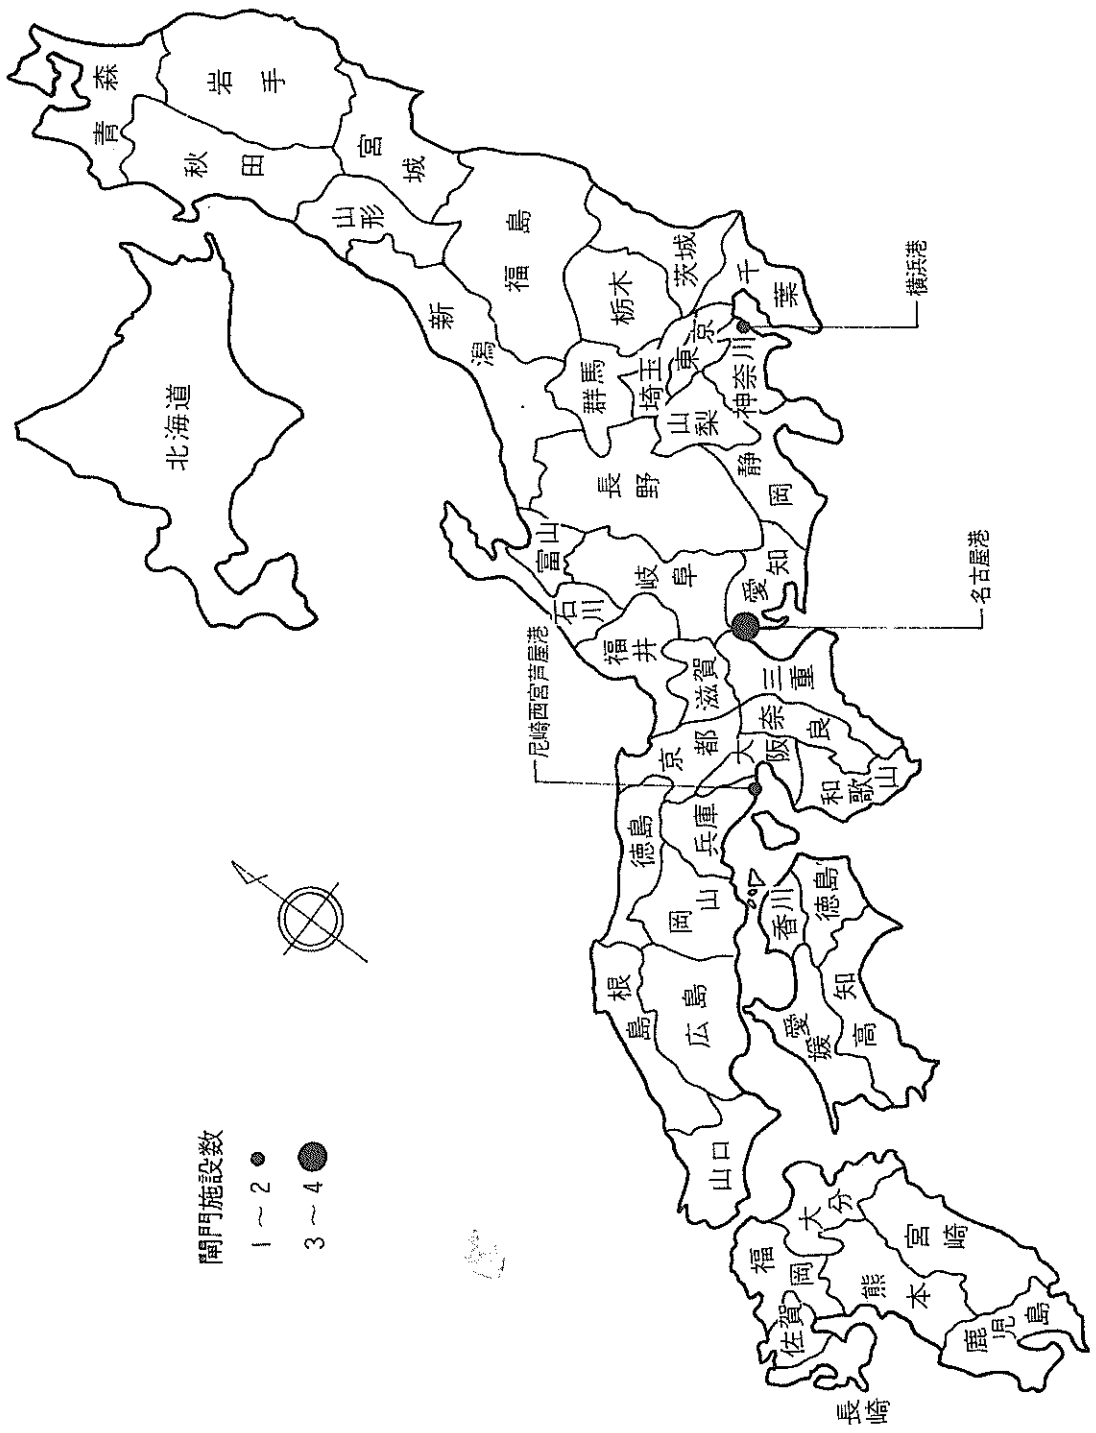 閘門施設数
1～2
3～4
北海道
青森
岩手
秋田
宮城
山形
福島
新潟
栃木
茨城
千葉
群馬
埼玉
東京
神奈川
山梨
長野
静岡
富山
岐阜
愛知
石川
福井
滋賀
三重
京都
奈良
大阪
和歌山
兵庫
徳島
岡山
島根
広島
山口
香川
徳島
愛媛
高知
福岡
大分
佐賀
長崎
熊本
宮崎
鹿児島
尼崎西宮芦屋港
名古屋港
横浜港